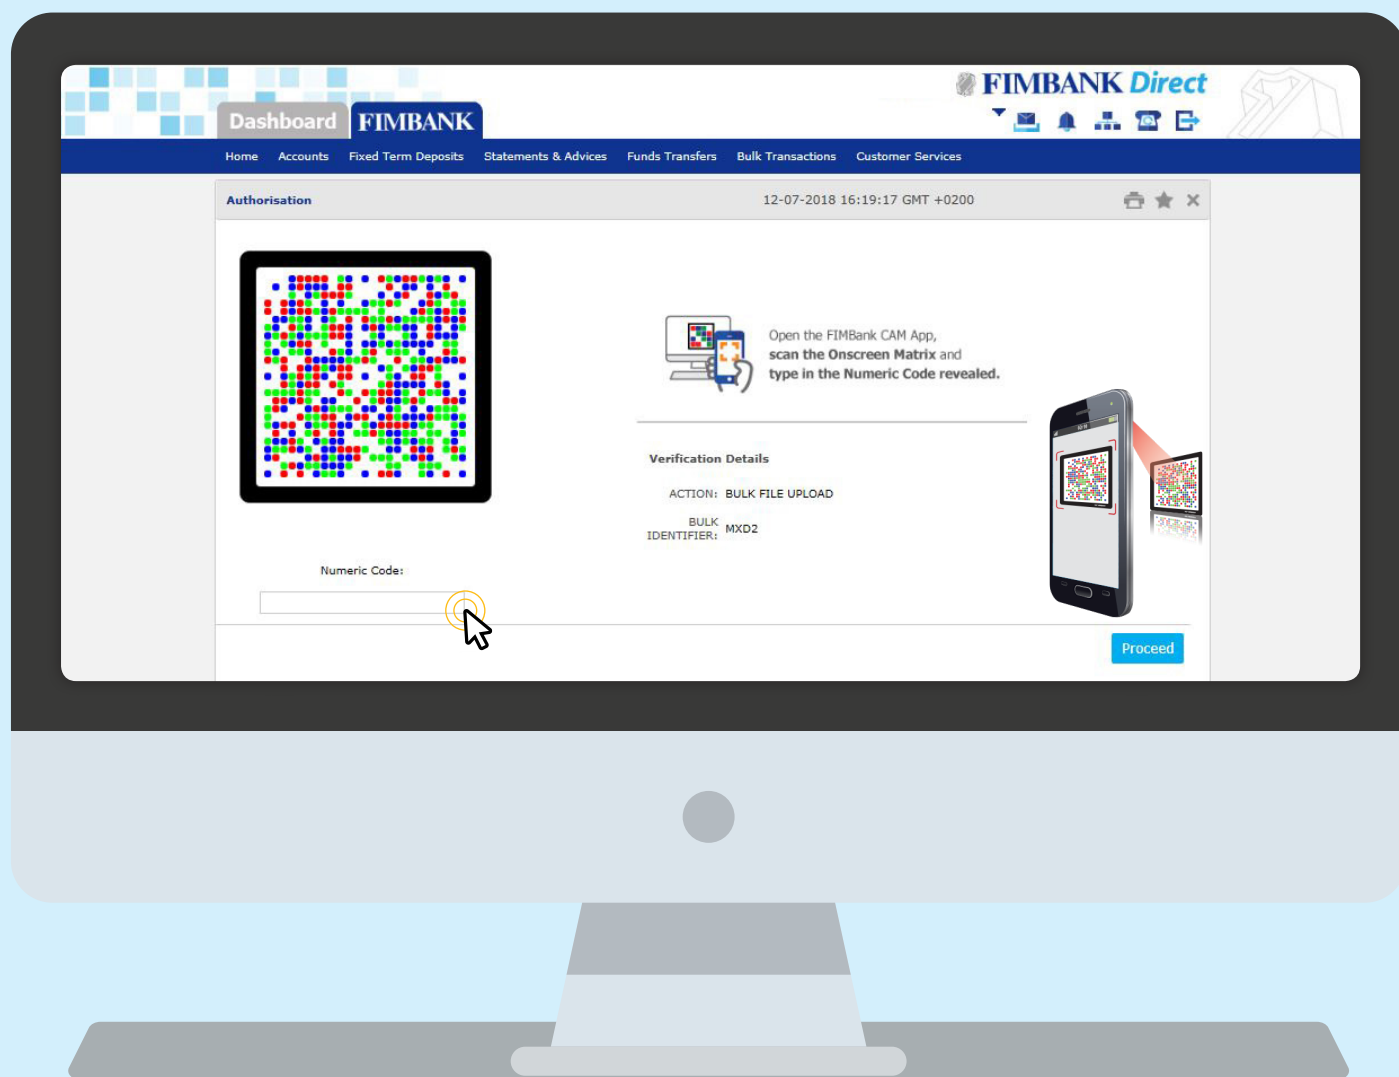 FIMBANK Direct
Dashboard FIMBANK
Home Accounts Fixed Term Deposits Statements & Advices Funds Transfers Bulk Transactions Customer Services
Authorisation 12-07-2018 16:19:17 GMT +0200
Open the FIMBank CAM App,
scan the Onscreen Matrix and
type in the Numeric Code revealed.
Verification Details
ACTION: BULK FILE UPLOAD
BULK
IDENTIFIER: MXD2
Numeric Code:
Proceed